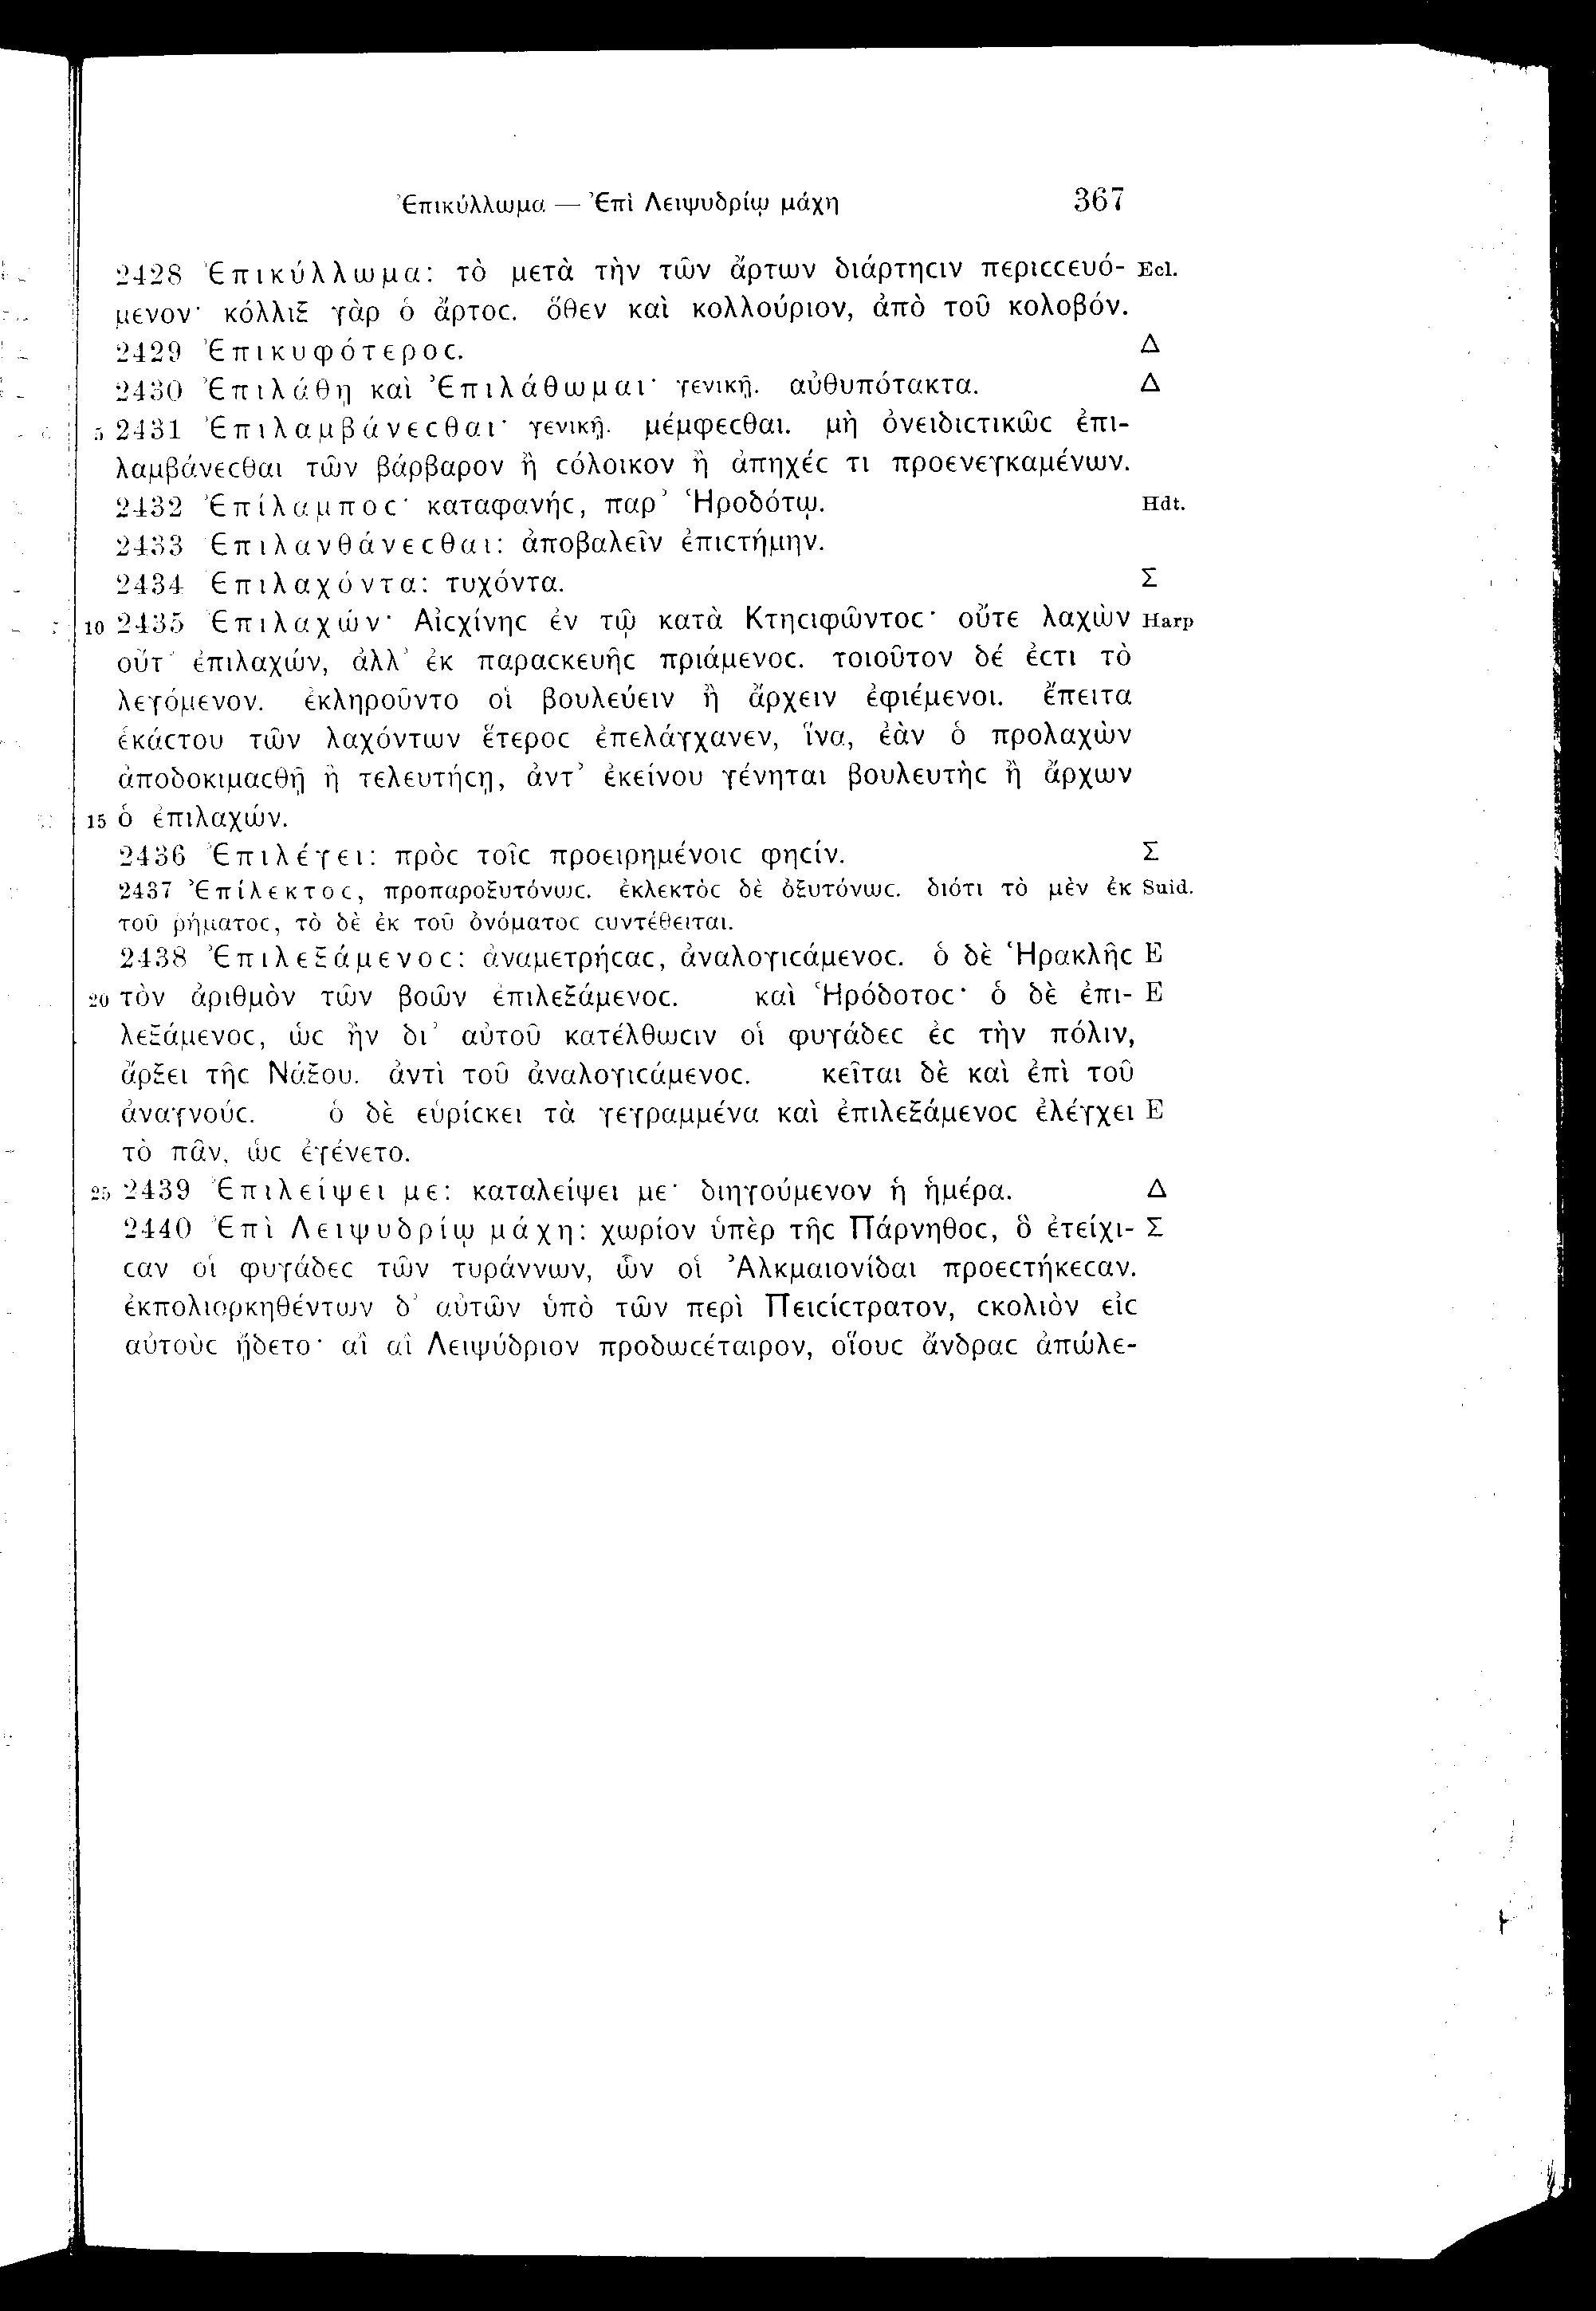 Ἐπικύλλωμα — Ἐπὶ Λειψυδρίῳ μάχη 367
2428 Ἐπικύλλωμα: τὸ μετὰ τὴν τῶν ἄρτων διάρτηϲιν περιϲϲευό- Ecl.
μενον· κόλλιξ γὰρ ὁ ἄρτοϲ. ὅθεν καὶ κολλούριον, ἀπὸ τοῦ κολοβόν.
2429 Ἐπικυφότεροϲ. Δ
2430 Ἐπιλάθη καὶ Ἐπιλάθωμαι· γενικῇ. αὐθυπότακτα. Δ
5 2431 Ἐπιλαμβάνεϲθαι· γενικῇ. μέμφεϲθαι. μὴ ὀνειδιϲτικῶϲ ἐπι-
λαμβάνεϲθαι τῶν βάρβαρον ἢ ϲόλοικον ἢ ἀπηχέϲ τι προενεγκαμένων.
2432 Ἐπίλαμποϲ· καταφανήϲ, παρ’ Ἡροδότῳ. Hdt.
2433 Ἐπιλανθάνεϲθαι: ἀποβαλεῖν ἐπιϲτήμην.
2434 Ἐπιλαχόντα: τυχόντα. Σ
10 2435 Ἐπιλαχών· Αἰϲχίνηϲ ἐν τῷ κατὰ Κτηϲιφῶντοϲ· οὔτε λαχὼν Harp
οὔτ’ ἐπιλαχών, ἀλλ’ ἐκ παραϲκευῆϲ πριάμενοϲ. τοιοῦτον δέ ἐϲτι τὸ
λεγόμενον. ἐκληροῦντο οἱ βουλεύειν ἢ ἄρχειν ἐφιέμενοι. ἔπειτα
ἑκάϲτου τῶν λαχόντων ἕτεροϲ ἐπελάγχανεν, ἵνα, ἐὰν ὁ προλαχὼν
ἀποδοκιμαϲθῇ ἢ τελευτήϲῃ, ἀντ’ ἐκείνου γένηται βουλευτὴϲ ἢ ἄρχων
15 ὁ ἐπιλαχών.
2436 Ἐπιλέγει: πρὸϲ τοῖϲ προειρημένοιϲ φηϲίν. Σ
2437 Ἐπίλεκτοϲ, προπαροξυτόνωϲ. ἐκλεκτὸϲ δὲ ὀξυτόνωϲ. διότι τὸ μὲν ἐκ Suid.
τοῦ ῥήματοϲ, τὸ δὲ ἐκ τοῦ ὀνόματοϲ ϲυντέθειται.
2438 Ἐπιλεξάμενοϲ: ἀναμετρήϲαϲ, ἀναλογιϲάμενοϲ. ὁ δὲ Ἡρακλῆϲ E
20 τὸν ἀριθμὸν τῶν βοῶν ἐπιλεξάμενοϲ. καὶ Ἡρόδοτοϲ· ὁ δὲ ἐπι- E
λεξάμενοϲ, ὡϲ ἢν δι’ αὐτοῦ κατέλθωϲιν οἱ φυγάδεϲ ἐϲ τὴν πόλιν,
ἄρξει τῆϲ Νάξου. ἀντὶ τοῦ ἀναλογιϲάμενοϲ. κεῖται δὲ καὶ ἐπὶ τοῦ
ἀναγνούϲ. ὁ δὲ εὑρίϲκει τὰ γεγραμμένα καὶ ἐπιλεξάμενοϲ ἐλέγχει E
τὸ πᾶν, ὡϲ ἐγένετο.
25 2439 Ἐπιλείψει με: καταλείψει με· διηγούμενον ἡ ἡμέρα. Δ
2440 Ἐπὶ Λειψυδρίῳ μάχη: χωρίον ὑπὲρ τῆϲ Πάρνηθοϲ, ὃ ἐτείχι- Σ
ϲαν οἱ φυγάδεϲ τῶν τυράννων, ὧν οἱ Ἀλκμαιονίδαι προεϲτήκεϲαν.
ἐκπολιορκηθέντων δ’ αὐτῶν ὑπὸ τῶν περὶ Πειϲίϲτρατον, ϲκολιὸν εἰϲ
αὐτοὺϲ ᾔδετο· αἶ αἶ Λειψύδριον προδωϲέταιρον, οἵουϲ ἄνδραϲ ἀπώλε-